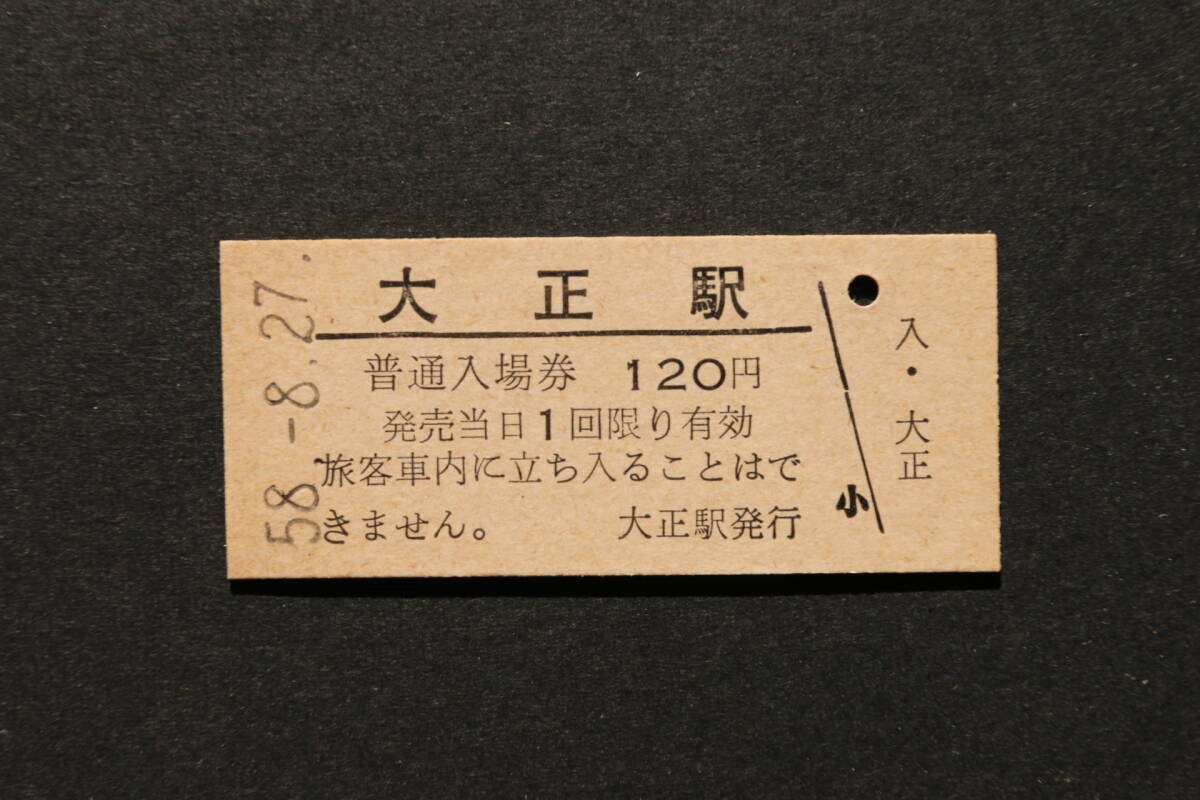 58.-8.27.
大正駅
普通入場券 120円
発売当日1回限り有効
旅客車内に立ち入ることはで
きません。 大正駅発行
小
入・大正